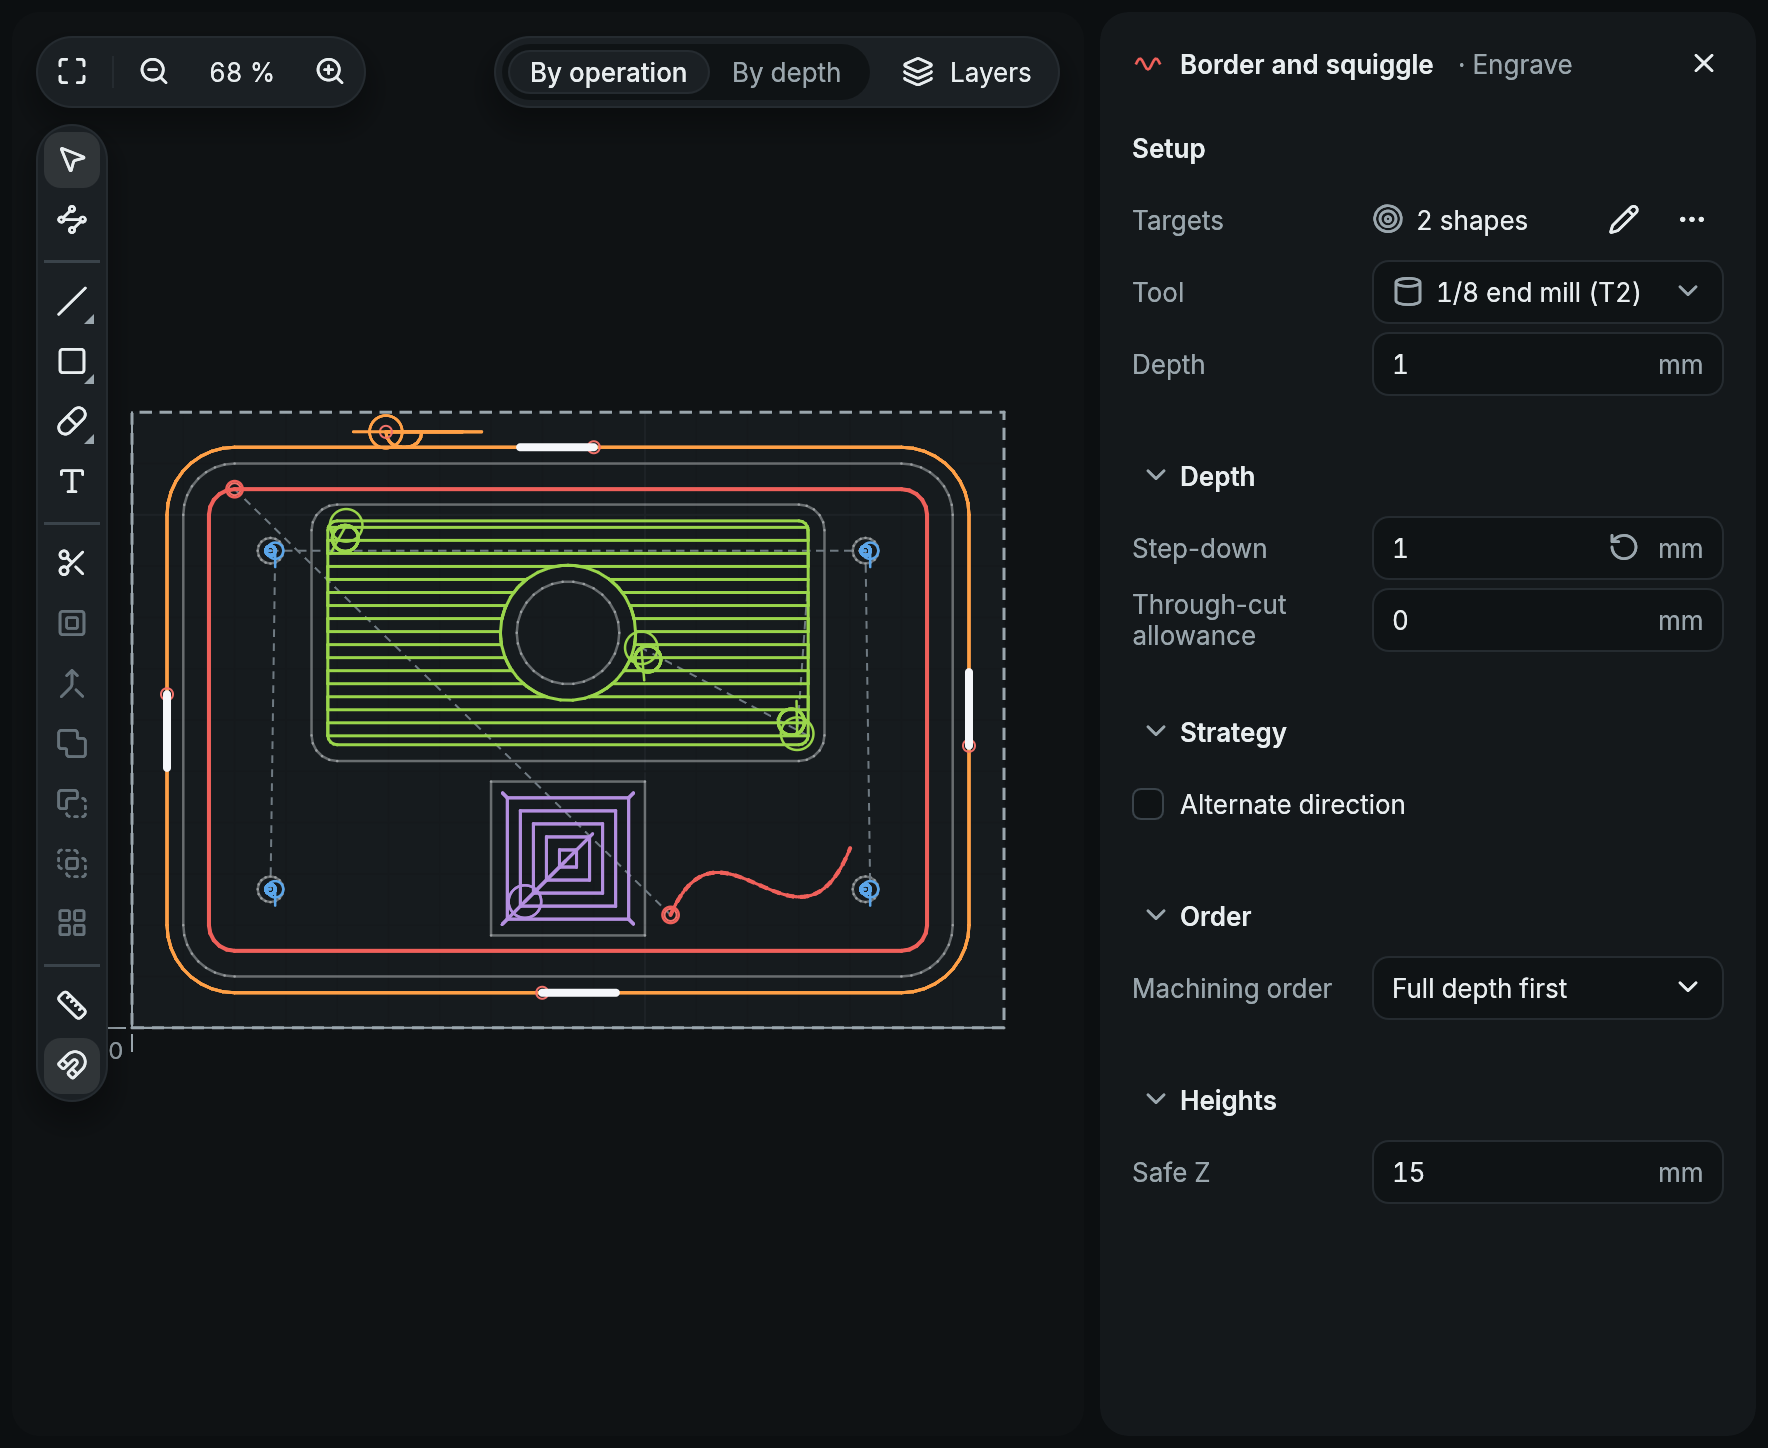 68 %
By operation
By depth
Layers
0
Border and squiggle · Engrave
Setup
Targets
2 shapes
Tool
1/8 end mill (T2)
Depth
1 mm
Depth
Step-down
1 mm
Through-cut
allowance
0 mm
Strategy
Alternate direction
Order
Machining order
Full depth first
Heights
Safe Z
15 mm